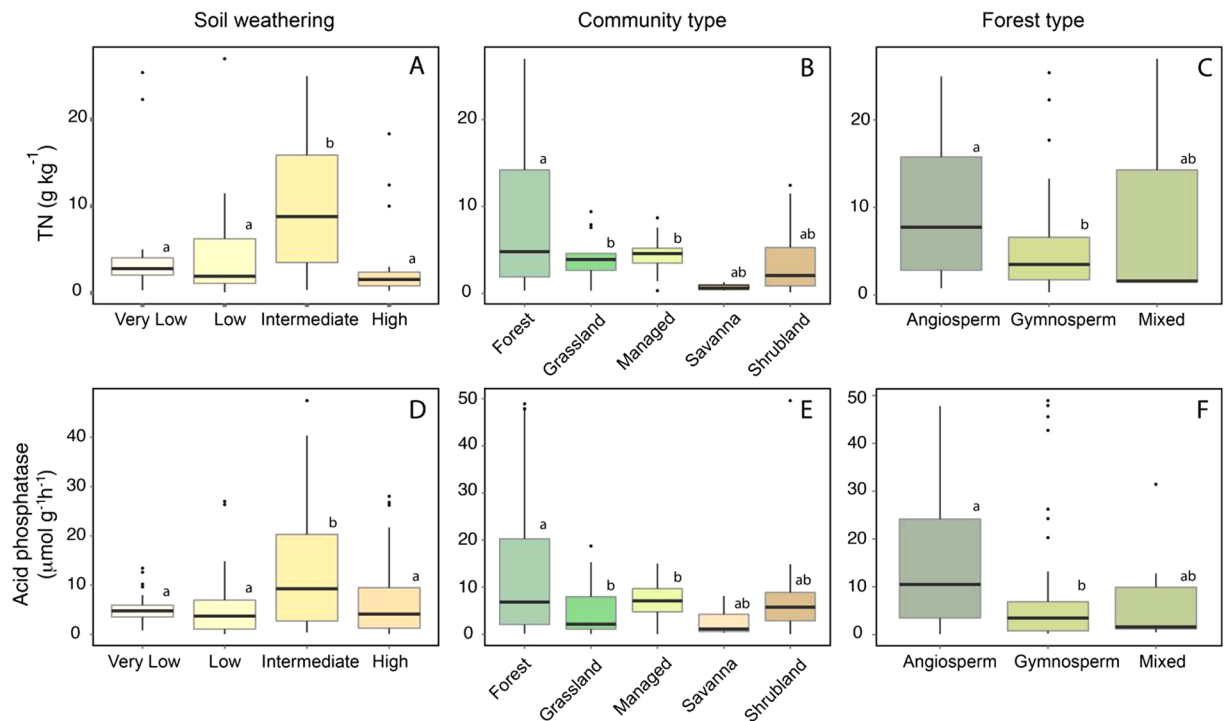 Soil weathering
Community type
Forest type
TN (g kg⁻¹)
20
10
0
A
a
a
b
a
Very Low
Low
Intermediate
High
20
10
0
B
a
b
b
ab
ab
Forest
Grassland
Managed
Savanna
Shrubland
20
10
0
C
a
b
ab
Angiosperm
Gymnosperm
Mixed
Acid phosphatase
(μmol g⁻¹h⁻¹)
40
30
20
10
0
D
a
a
b
a
Very Low
Low
Intermediate
High
50
40
30
20
10
0
E
a
b
b
ab
ab
Forest
Grassland
Managed
Savanna
Shrubland
50
40
30
20
10
0
F
a
b
ab
Angiosperm
Gymnosperm
Mixed